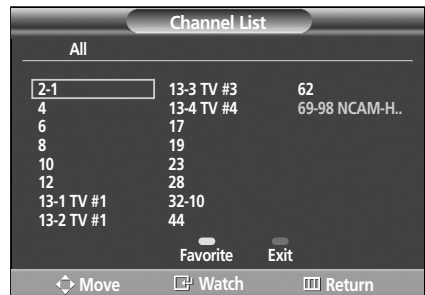 Channel List
All
2-1
4
6
8
10
12
13-1 TV #1
13-2 TV #1
13-3 TV #3
13-4 TV #4
17
19
23
28
32-10
44
62
69-98 NCAM-H..
Favorite Exit
Move Watch Return